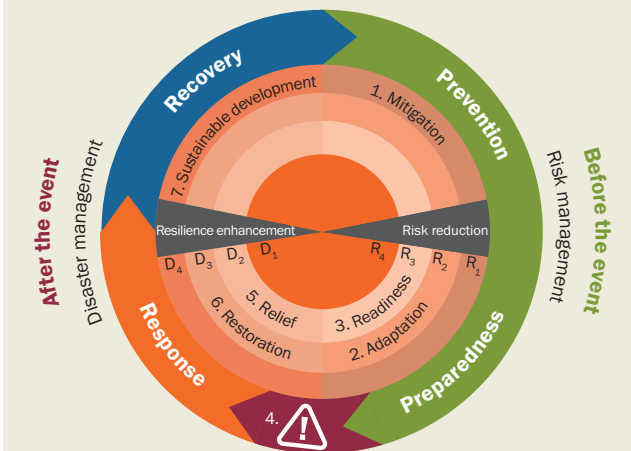 Recovery
Prevention
7. Sustainable development
1. Mitigation
After the event
Disaster management
Before the event
Risk management
Resilience enhancement
Risk reduction
D4 D3 D2 D1
R4 R3 R2 R1
5. Relief
6. Restoration
3. Readiness
2. Adaptation
Response
Preparedness
4. !